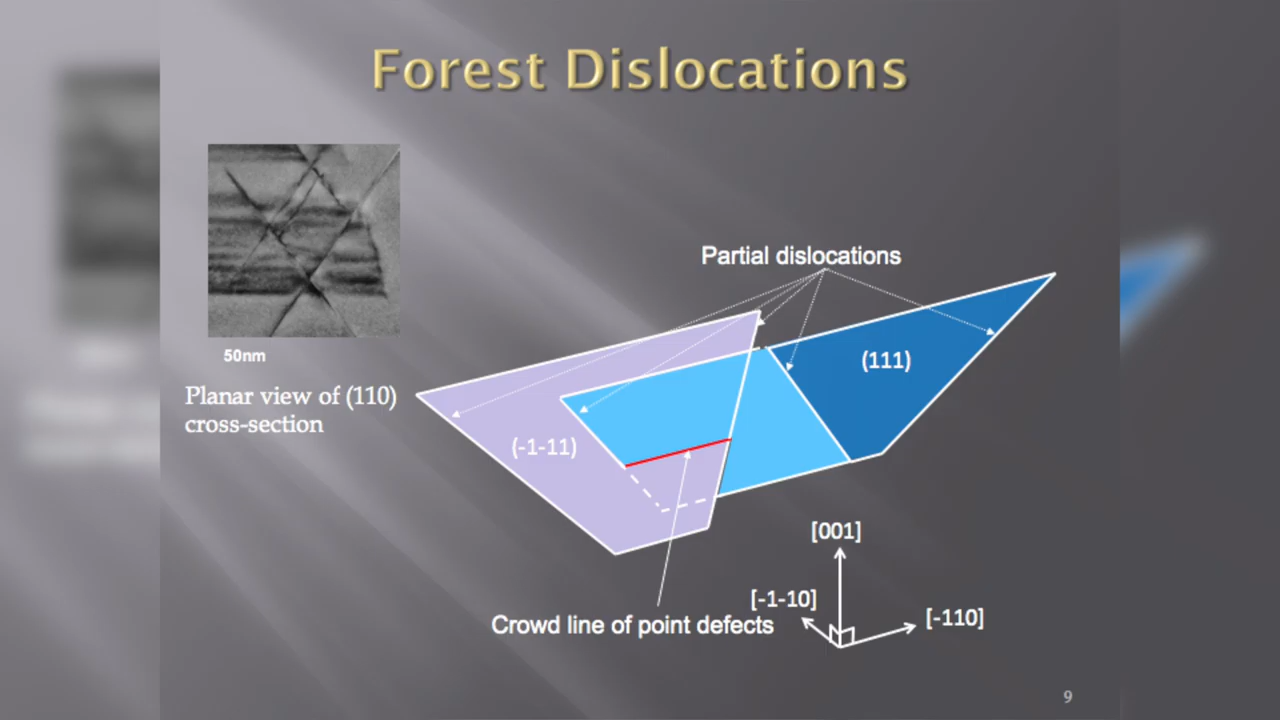 Forest Dislocations
Partial dislocations
50nm
(111)
Planar view of (110)
cross-section
(-1-11)
[001]
[-1-10]
[-110]
Crowd line of point defects
9